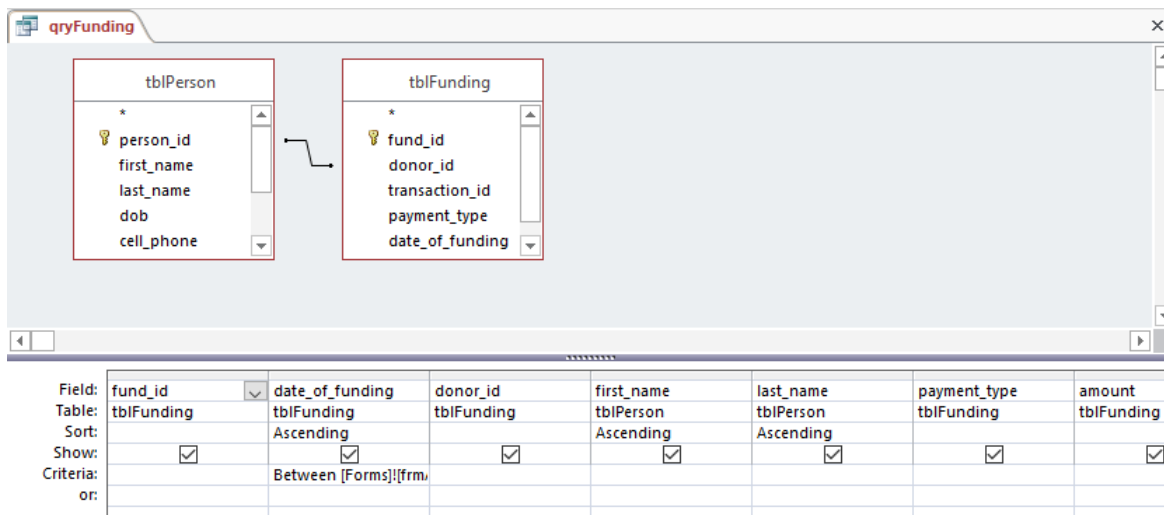 qryFunding
tblPerson
*
person_id
first_name
last_name
dob
cell_phone
tblFunding
*
fund_id
donor_id
transaction_id
payment_type
date_of_funding
Field: fund_id date_of_funding donor_id first_name last_name payment_type amount
Table: tblFunding tblFunding tblFunding tblPerson tblPerson tblFunding tblFunding
Sort: Ascending Ascending Ascending
Show:
Criteria: Between [Forms]![frm
or: